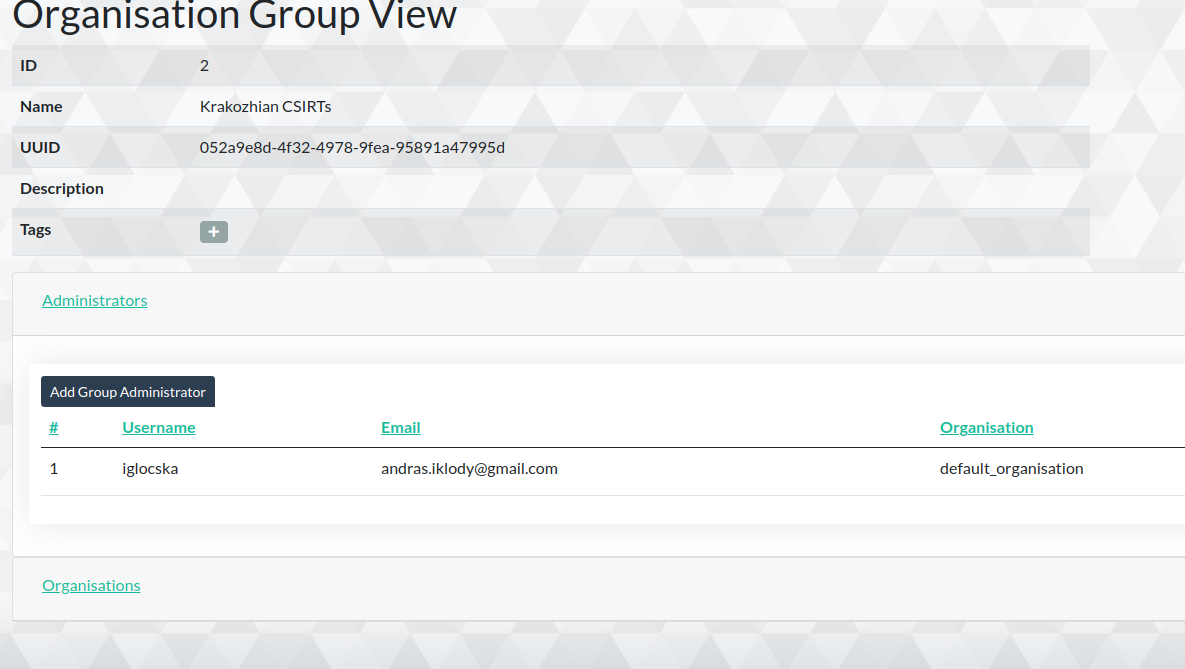 Organisation Group View
ID 2
Name Krakozhian CSIRTs
UUID 052a9e8d-4f32-4978-9fea-95891a47995d
Description
Tags +
Administrators
Add Group Administrator
# Username Email Organisation
1 iglocska andras.iklody@gmail.com default_organisation
Organisations